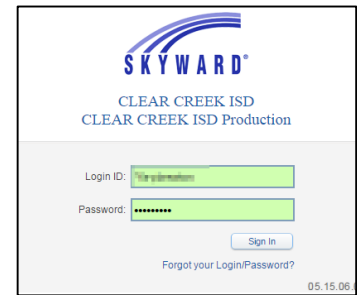 SKYWARD®
CLEAR CREEK ISD
CLEAR CREEK ISD Production
Login ID:
Password: •••••••••
Sign In
Forgot your Login/Password?
05.15.06.